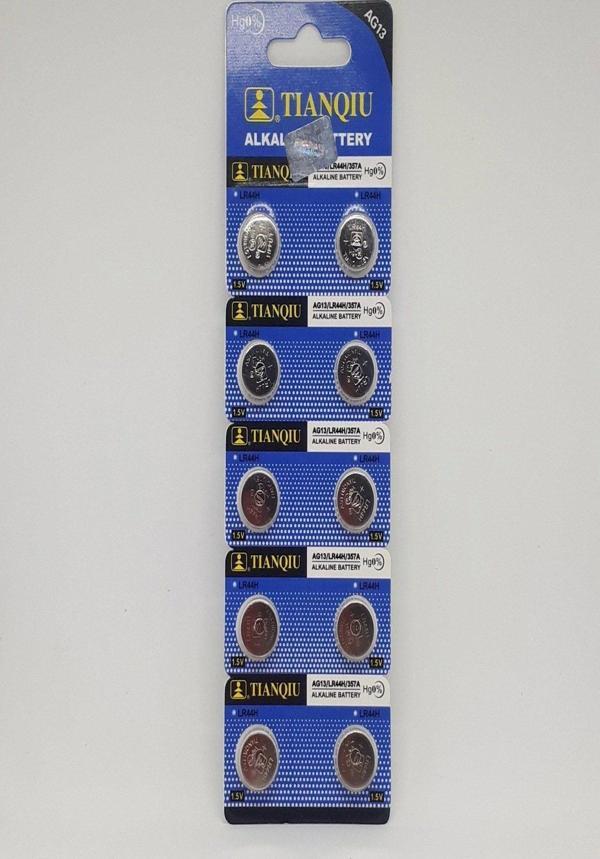 Hg0%
AG13
TIANQIU
ALKALINE BATTERY
TIANQIU /LR44H/357A
ALKALINE BATTERY Hg0%
LR44H LR44H
1.5V 1.5V
TIANQIU AG13/LR44H/357A
ALKALINE BATTERY Hg0%
LR44H LR44H
1.5V 1.5V
TIANQIU AG13/LR44H/357A
ALKALINE BATTERY Hg0%
LR44H LR44H
1.5V 1.5V
TIANQIU AG13/LR44H/357A
ALKALINE BATTERY Hg0%
LR44H LR44H
1.5V 1.5V
TIANQIU AG13/LR44H/357A
ALKALINE BATTERY Hg0%
LR44H LR44H
1.5V 1.5V